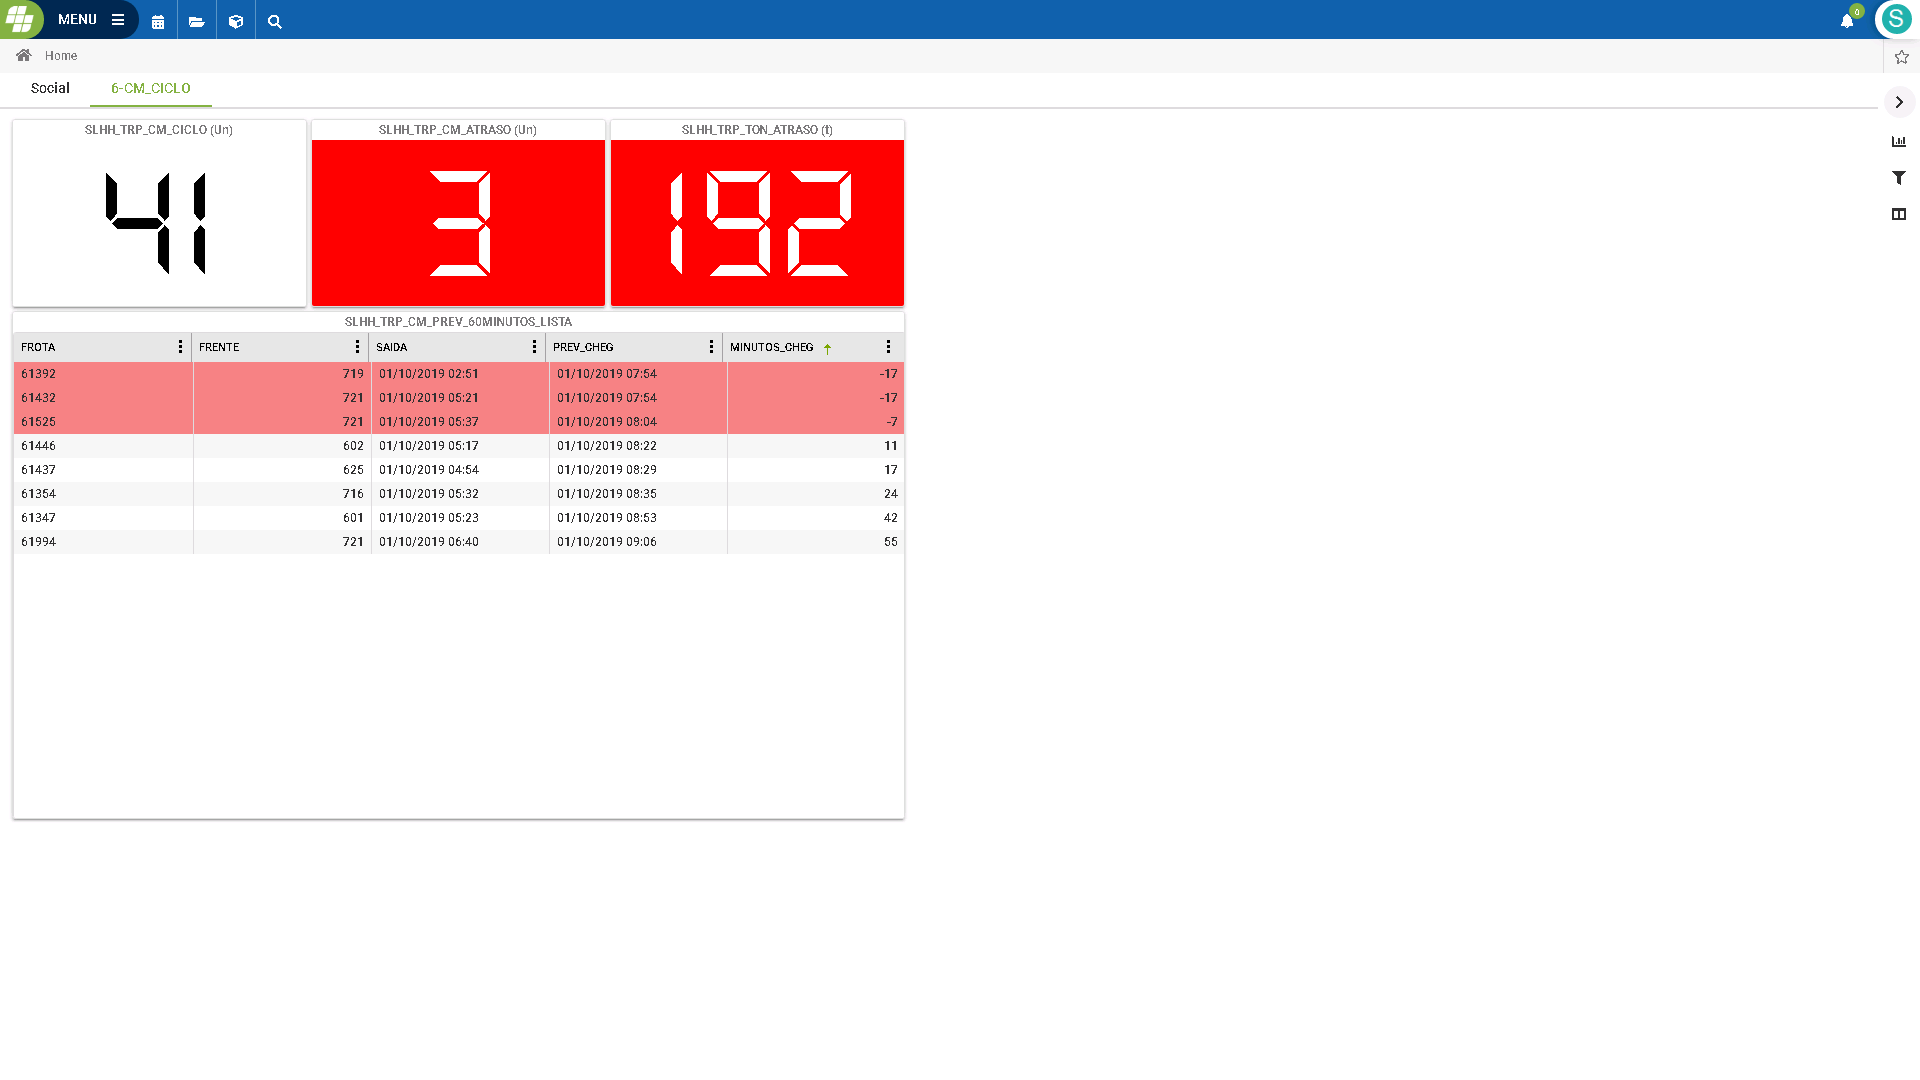 MENU
0
S
Home
Social 6-CM_CICLO
SLHH_TRP_CM_CICLO (Un) SLHH_TRP_CM_ATRASO (Un) SLHH_TRP_TON_ATRASO (t)
41 3 192
SLHH_TRP_CM_PREV_60MINUTOS_LISTA
FROTA FRENTE SAIDA PREV_CHEG MINUTOS_CHEG
61392 719 01/10/2019 02:51 01/10/2019 07:54 -17
61432 721 01/10/2019 05:21 01/10/2019 07:54 -17
61525 721 01/10/2019 05:37 01/10/2019 08:04 -7
61446 602 01/10/2019 05:17 01/10/2019 08:22 11
61437 625 01/10/2019 04:54 01/10/2019 08:29 17
61354 716 01/10/2019 05:32 01/10/2019 08:35 24
61347 601 01/10/2019 05:23 01/10/2019 08:53 42
61994 721 01/10/2019 06:40 01/10/2019 09:06 55